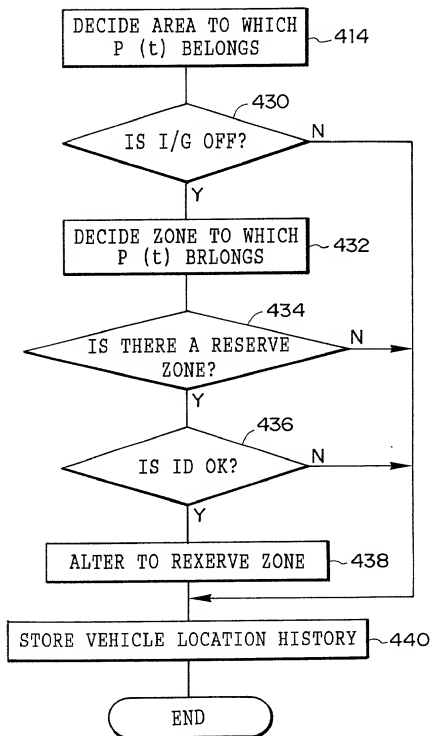 DECIDE AREA TO WHICH
P (t) BELONGS
414
430
IS I/G OFF?
N
Y
DECIDE ZONE TO WHICH
P (t) BRLONGS
432
434
IS THERE A RESERVE
ZONE?
N
Y
436
IS ID OK?
N
Y
ALTER TO REXERVE ZONE
438
STORE VEHICLE LOCATION HISTORY
440
END